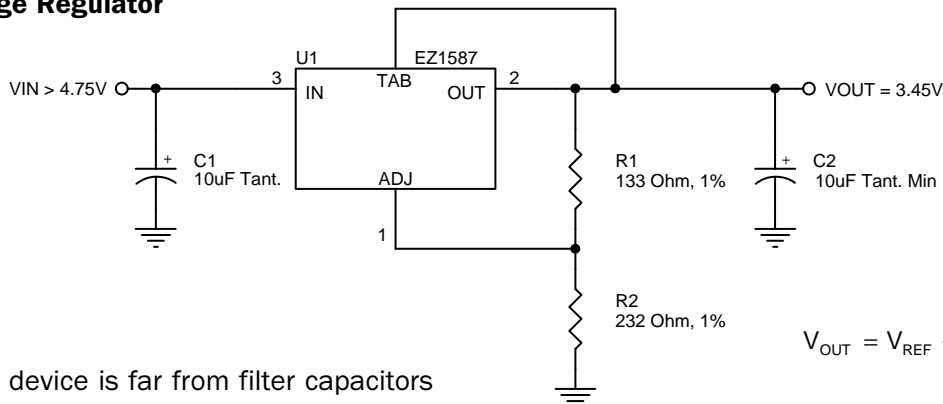 ge Regulator
U1 EZ1587
VIN > 4.75V 3 IN TAB OUT 2 VOUT = 3.45V
+ C1
10uF Tant.
R1
133 Ohm, 1%
+ C2
10uF Tant. Min
ADJ
1
R2
232 Ohm, 1%
V_OUT = V_REF
device is far from filter capacitors